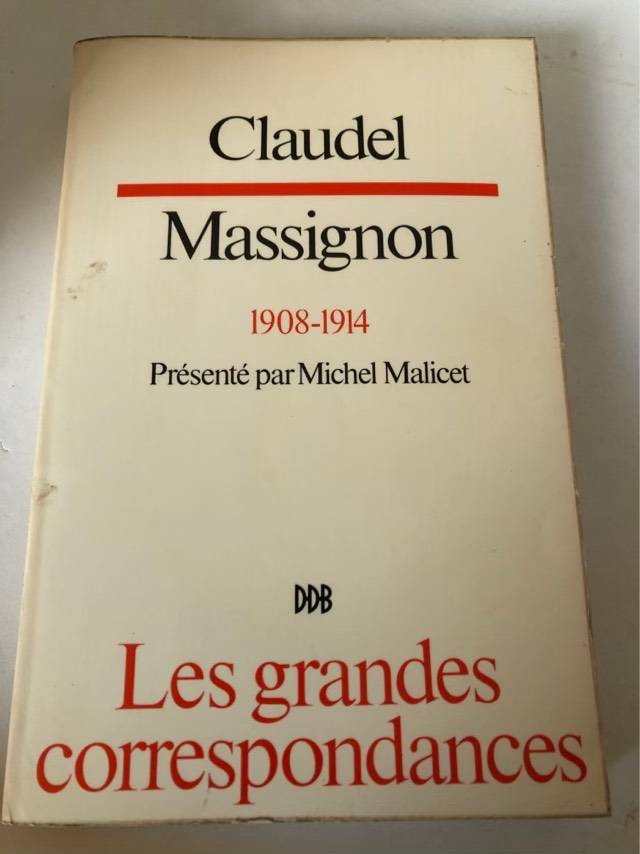 Claudel
Massignon
1908-1914
Présenté par Michel Malicet
DDB
Les grandes
correspondances